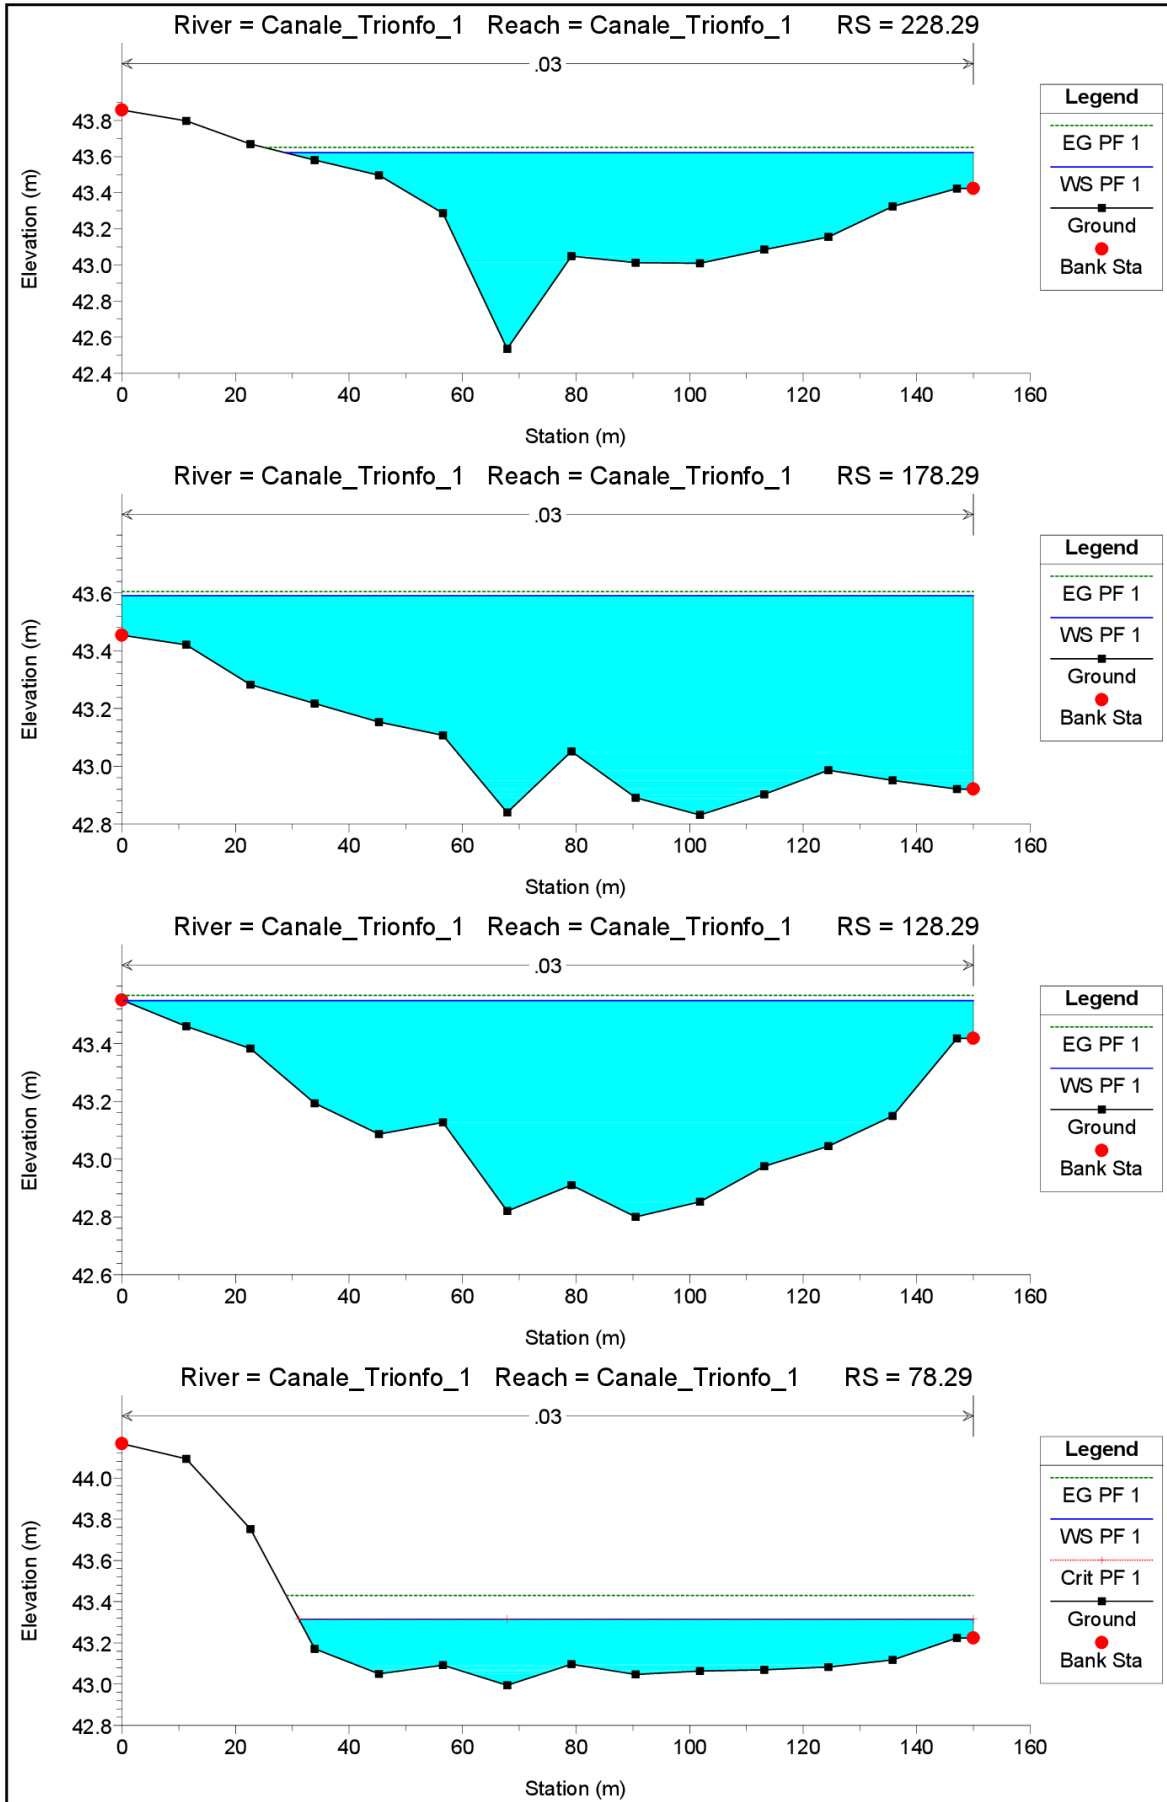 River = Canale_Trionfo_1 Reach = Canale_Trionfo_1 RS = 228.29
.03
Legend
EG PF 1
WS PF 1
Ground
Bank Sta
Elevation (m)
43.8
43.6
43.4
43.2
43.0
42.8
42.6
42.4
0 20 40 60 80 100 120 140 160
Station (m)
River = Canale_Trionfo_1 Reach = Canale_Trionfo_1 RS = 178.29
.03
Legend
EG PF 1
WS PF 1
Ground
Bank Sta
Elevation (m)
43.6
43.4
43.2
43.0
42.8
0 20 40 60 80 100 120 140 160
Station (m)
River = Canale_Trionfo_1 Reach = Canale_Trionfo_1 RS = 128.29
.03
Legend
EG PF 1
WS PF 1
Ground
Bank Sta
Elevation (m)
43.4
43.2
43.0
42.8
42.6
0 20 40 60 80 100 120 140 160
Station (m)
River = Canale_Trionfo_1 Reach = Canale_Trionfo_1 RS = 78.29
.03
Legend
EG PF 1
WS PF 1
Crit PF 1
Ground
Bank Sta
Elevation (m)
44.0
43.8
43.6
43.4
43.2
43.0
42.8
0 20 40 60 80 100 120 140 160
Station (m)